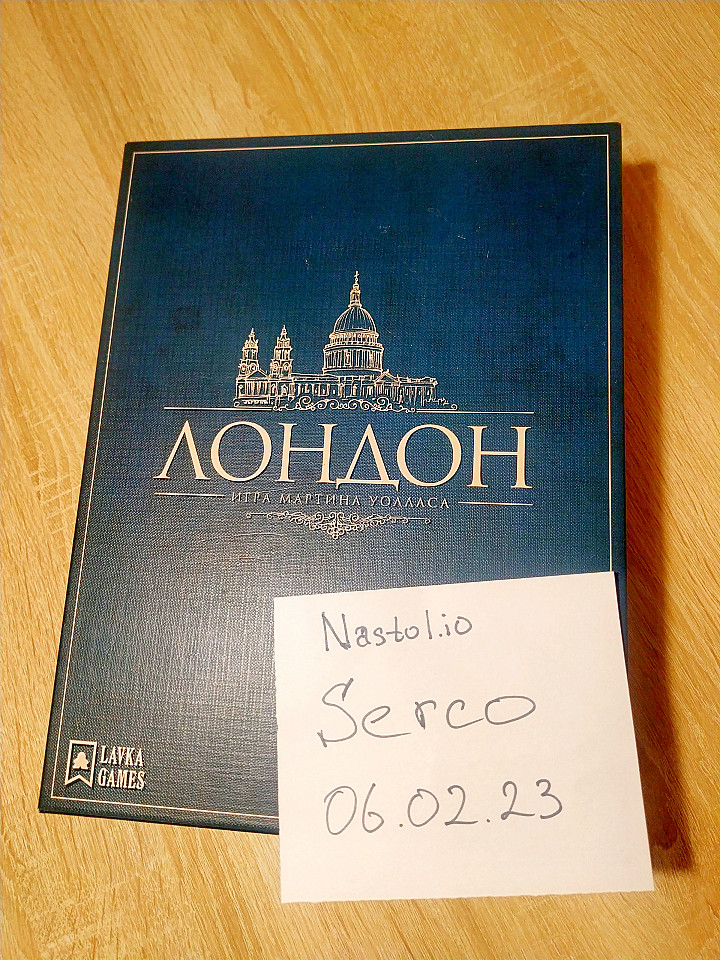 ЛОНДОН
ИГРА МАРТИНА УОЛЛАСА
LAVKA
GAMES
Nastol.io
Serco
06.02.23